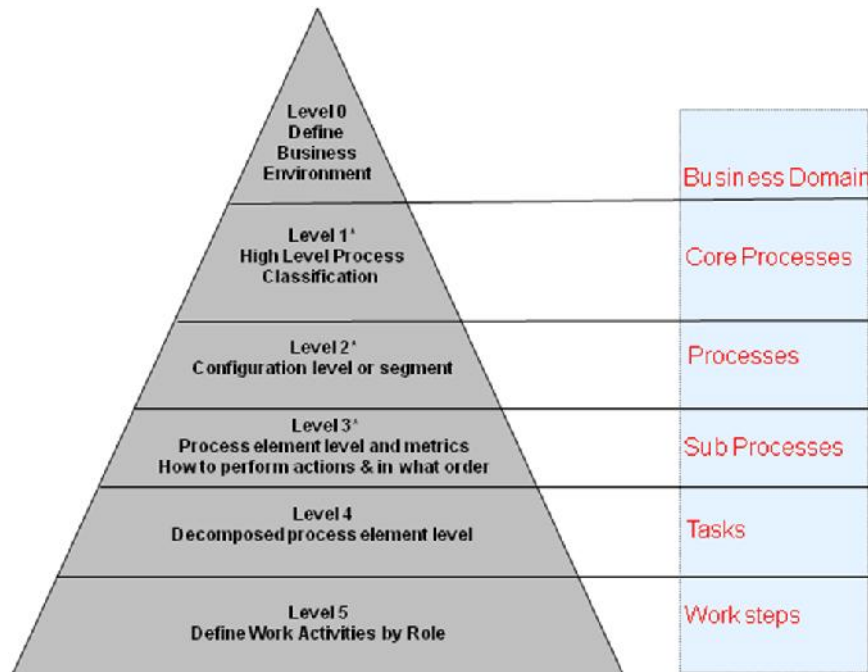 Level 0
Define
Business
Environment
Business Domain
Level 1*
High Level Process
Classification
Core Processes
Level 2*
Configuration level or segment
Processes
Level 3*
Process element level and metrics
How to perform actions & in what order
Sub Processes
Level 4
Decomposed process element level
Tasks
Level 5
Define Work Activities by Role
Work steps